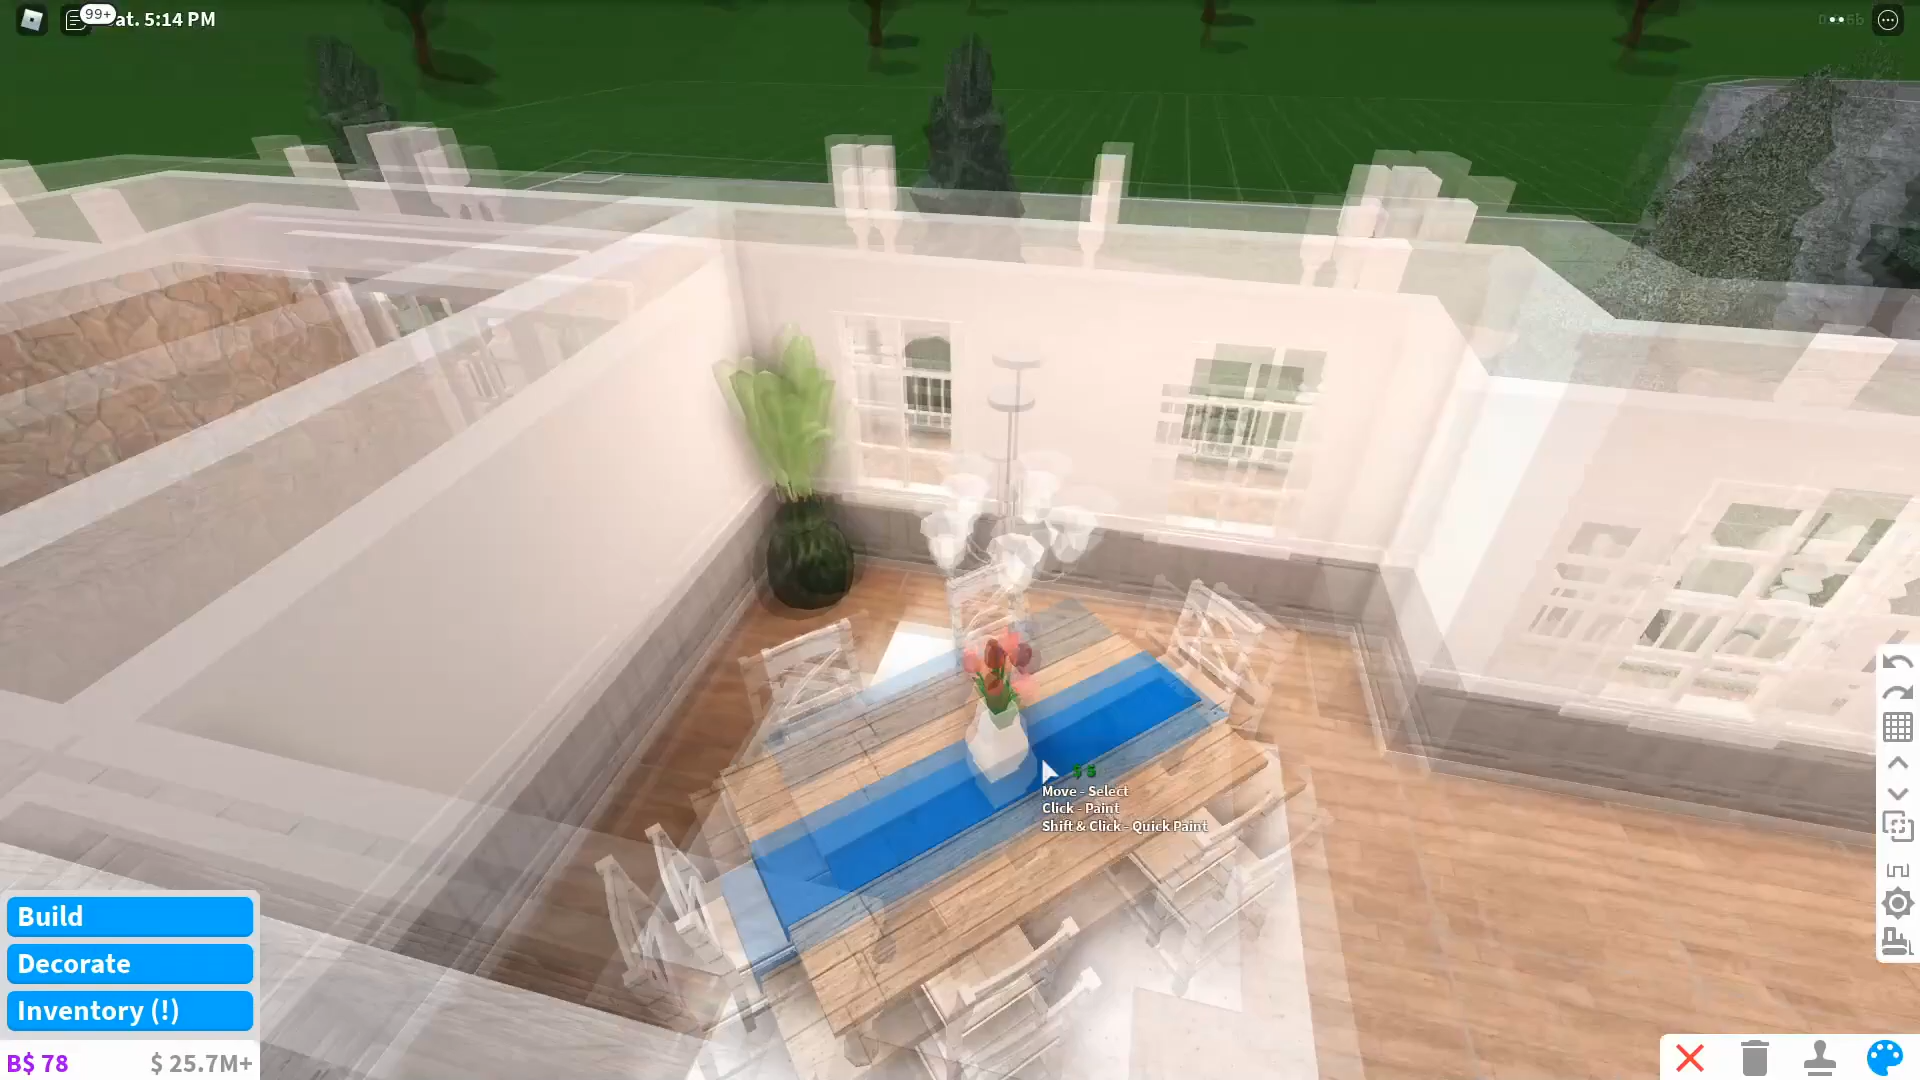 99+
at. 5:14 PM
$ 5
Move - Select
Click - Paint
Shift & Click - Quick Paint
Build
Decorate
Inventory (!)
B$ 78
$ 25.7M+